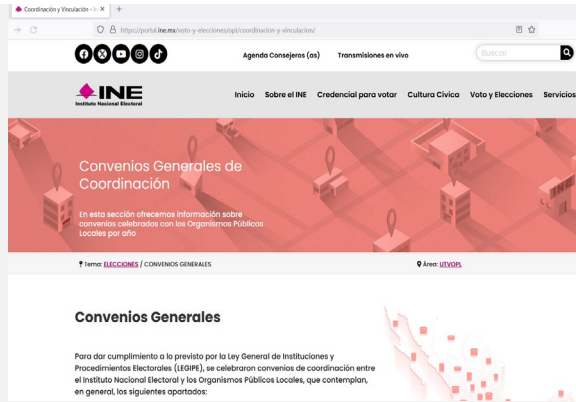 Coordinación y Vinculación - In
https://portal.ine.mx/voto-y-elecciones/opl/coordinacion-y-vinculacion/
Agenda Consejeros (as) Transmisiones en vivo Buscar
INE
Instituto Nacional Electoral
Inicio Sobre el INE Credencial para votar Cultura Cívica Voto y Elecciones Servicios
Convenios Generales de
Coordinación
En esta sección ofrecemos información sobre
convenios celebrados con los Organismos Públicos
Locales por año
INE
Tema: ELECCIONES / CONVENIOS GENERALES Área: UTVOPL
Convenios Generales
Para dar cumplimiento a lo previsto por la Ley General de Instituciones y
Procedimientos Electorales (LEGIPE), se celebraron convenios de coordinación entre
el Instituto Nacional Electoral y los Organismos Públicos Locales, que contemplan,
en general, los siguientes apartados: